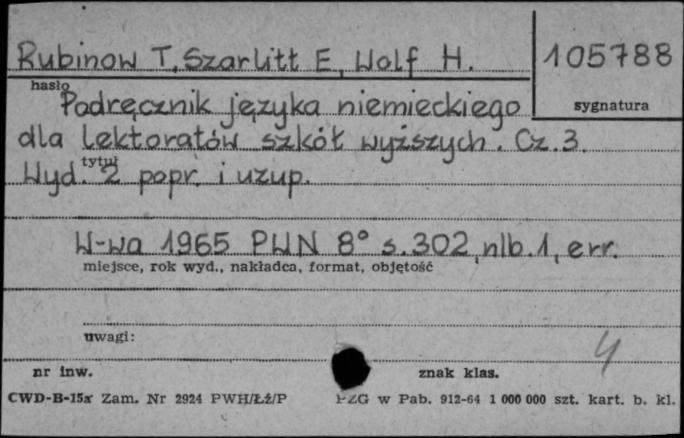 Rubinow T, Szarlitt E, Wolf H.
105788
hasło
sygnatura
Podręcznik języka niemieckiego
dla lektoratów szkół wyższych. Cz. 3.
tytuł
Wyd. 2 popr. i uzup.
W-wa 1965 PWN 8° s. 302, nlb. 1, err.
miejsce, rok wyd., nakładca, format, objętość
uwagi:
4
nr inw.
znak klas.
CWD-B-15a Zam. Nr 2924 PWH/Łż/P
PZG w Pab. 912-64 1 000 000 szt. kart. b. kl.